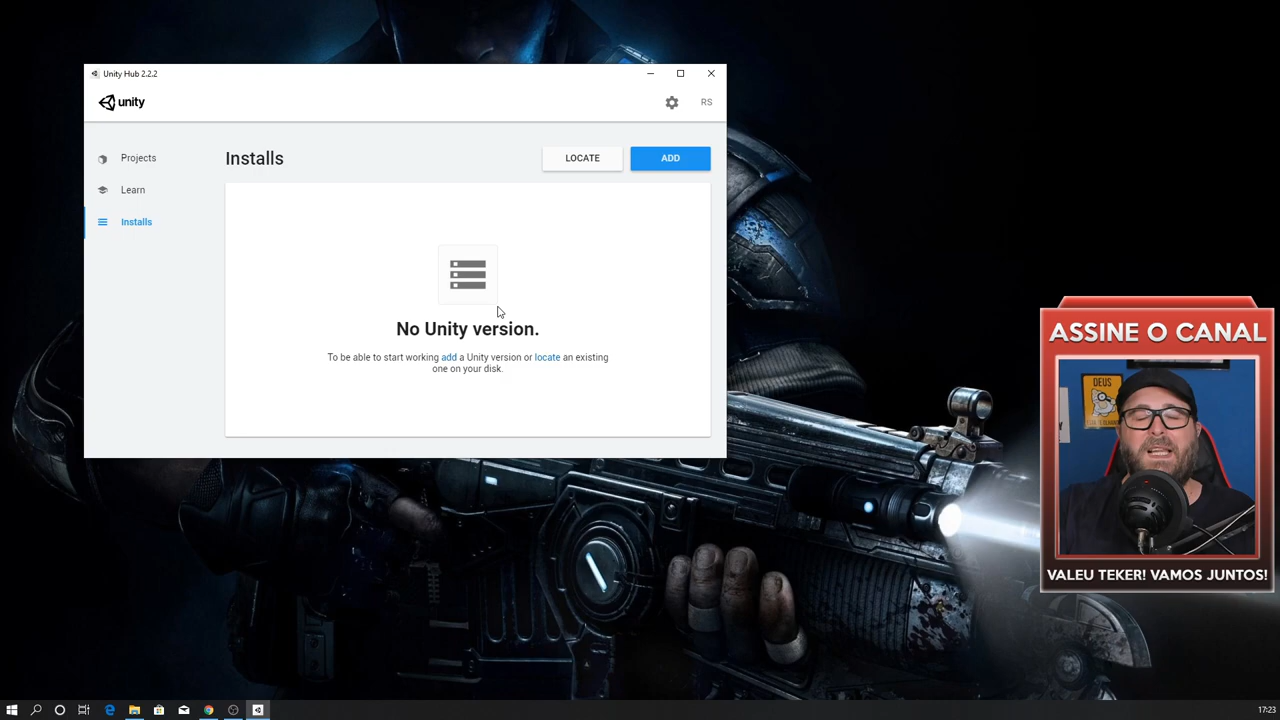 Unity Hub 2.2.2
unity
RS
Projects
Learn
Installs
Installs
LOCATE
ADD
No Unity version.
To be able to start working add a Unity version or locate an existing
one on your disk.
ASSINE O CANAL
DEUS
VALEU TEKER! VAMOS JUNTOS!
17:23